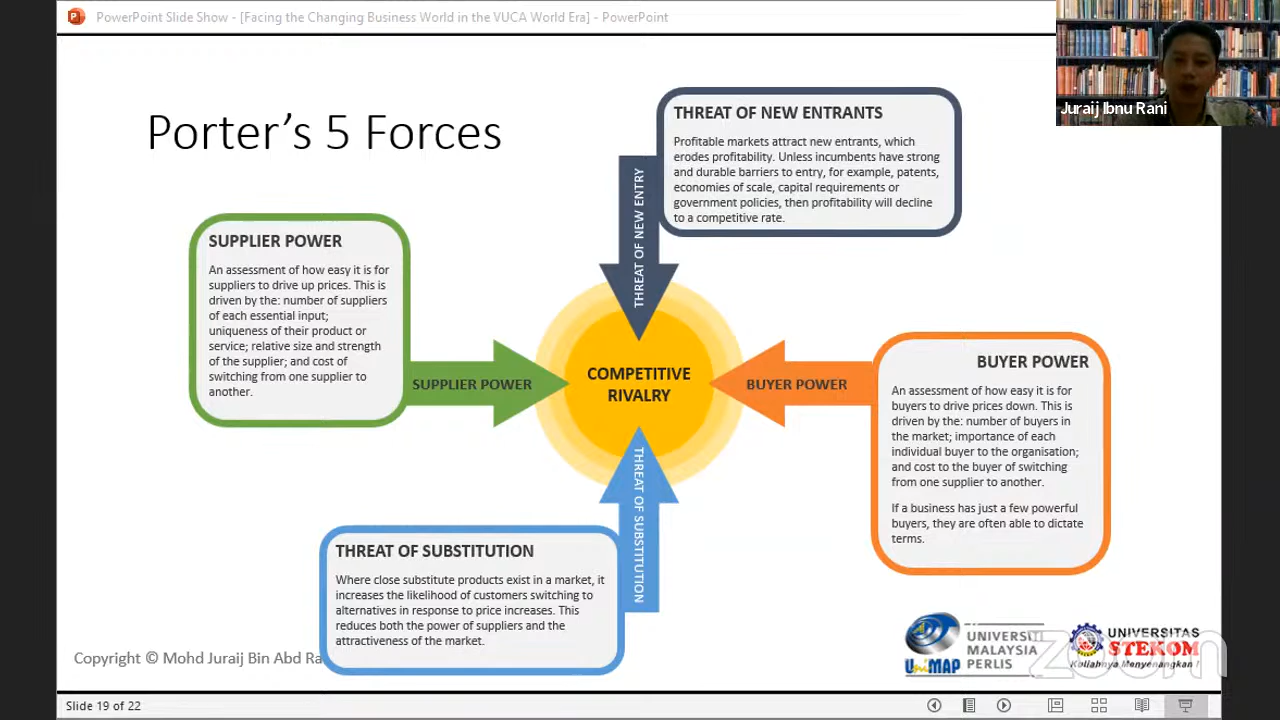 PowerPoint Slide Show - [Facing the Changing Business World in the VUCA World Era] - PowerPoint
Juraij Ibnu Rani
Porter's 5 Forces
THREAT OF NEW ENTRANTS
Profitable markets attract new entrants, which
erodes profitability. Unless incumbents have strong
and durable barriers to entry, for example, patents,
economies of scale, capital requirements or
government policies, then profitability will decline
to a competitive rate.
THREAT OF NEW ENTRY
SUPPLIER POWER
An assessment of how easy it is for
suppliers to drive up prices. This is
driven by the: number of suppliers
of each essential input;
uniqueness of their product or
service; relative size and strength
of the supplier; and cost of
switching from one supplier to
another.
SUPPLIER POWER
COMPETITIVE
RIVALRY
BUYER POWER
BUYER POWER
An assessment of how easy it is for
buyers to drive prices down. This is
driven by the: number of buyers in
the market; importance of each
individual buyer to the organisation;
and cost to the buyer of switching
from one supplier to another.
If a business has just a few powerful
buyers, they are often able to dictate
terms.
THREAT OF SUBSTITUTION
THREAT OF SUBSTITUTION
Where close substitute products exist in a market, it
increases the likelihood of customers switching to
alternatives in response to price increases. This
reduces both the power of suppliers and the
attractiveness of the market.
Copyright © Mohd Juraij Bin Abd Ra
UniMAP
UNIVERSITI
MALAYSIA
PERLIS
UNIVERSITAS
STEKOM
Kuliahnya Menyenangkan !
zoom
Slide 19 of 22